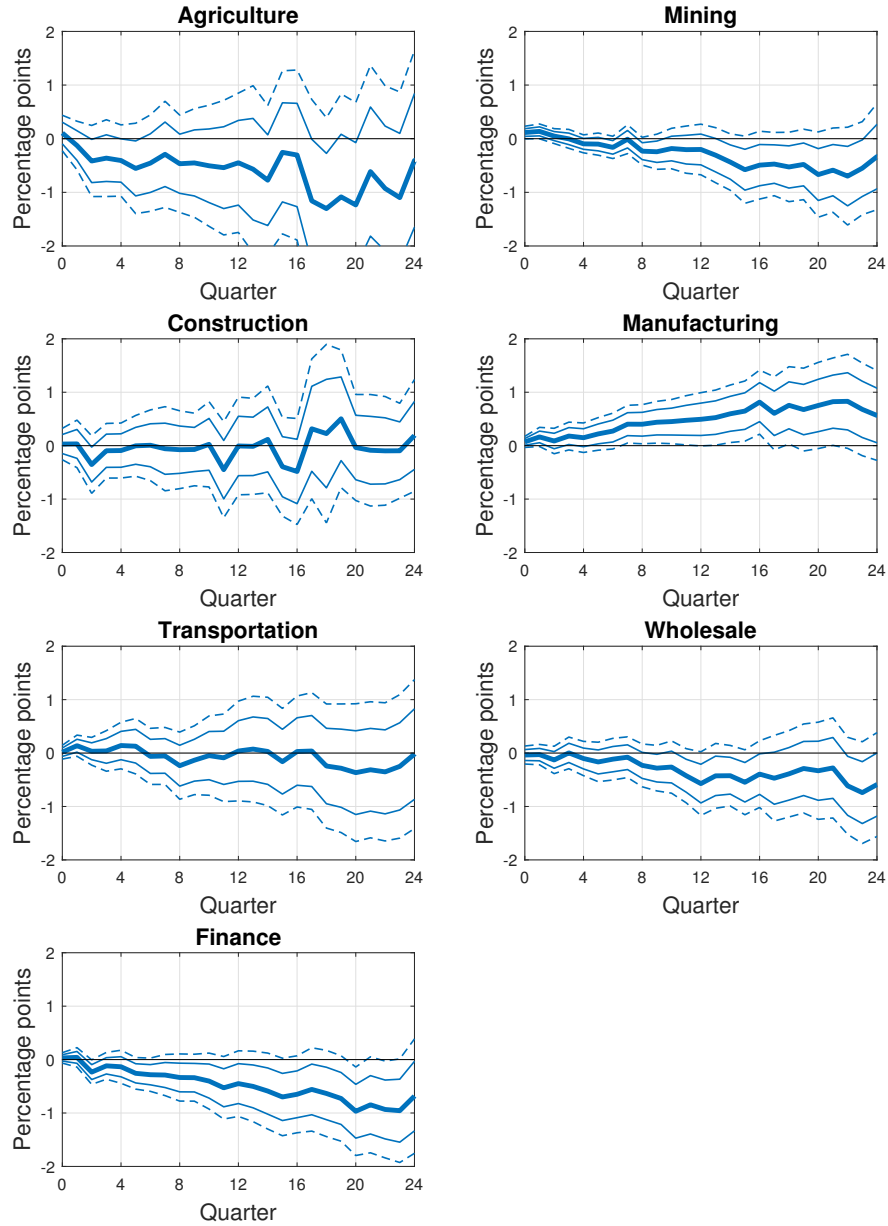 Agriculture
Percentage points
2
1
0
-1
-2
0 4 8 12 16 20 24
Quarter
Mining
Percentage points
2
1
0
-1
-2
0 4 8 12 16 20 24
Quarter
Construction
Percentage points
2
1
0
-1
-2
0 4 8 12 16 20 24
Quarter
Manufacturing
Percentage points
2
1
0
-1
-2
0 4 8 12 16 20 24
Quarter
Transportation
Percentage points
2
1
0
-1
-2
0 4 8 12 16 20 24
Quarter
Wholesale
Percentage points
2
1
0
-1
-2
0 4 8 12 16 20 24
Quarter
Finance
Percentage points
2
1
0
-1
-2
0 4 8 12 16 20 24
Quarter